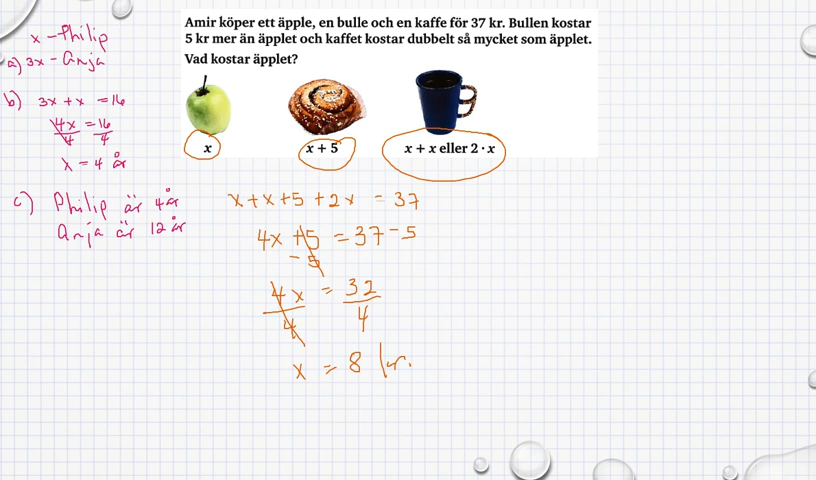 x - Philip
a) 3x - Anja
b) 3x + x = 16
4x/4 = 16/4
x = 4 år
c) Philip är 4 år
Anja är 12 år
Amir köper ett äpple, en bulle och en kaffe för 37 kr. Bullen kostar
5 kr mer än äpplet och kaffet kostar dubbelt så mycket som äpplet.
Vad kostar äpplet?
x
x + 5
x + x eller 2 · x
x + x + 5 + 2x = 37
4x + 5 = 37 - 5
- 5
4x/4 = 32/4
x = 8 kr.